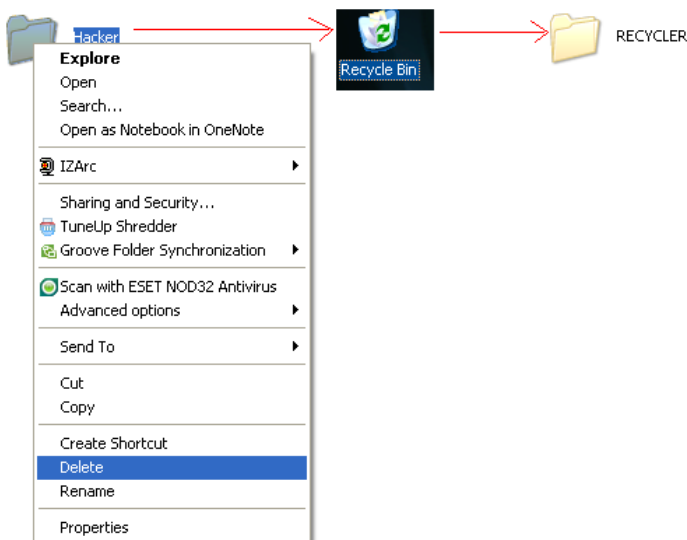 Hacker
Recycle Bin
RECYCLER
Explore
Open
Search...
Open as Notebook in OneNote
IZArc
Sharing and Security...
TuneUp Shredder
Groove Folder Synchronization
Scan with ESET NOD32 Antivirus
Advanced options
Send To
Cut
Copy
Create Shortcut
Delete
Rename
Properties